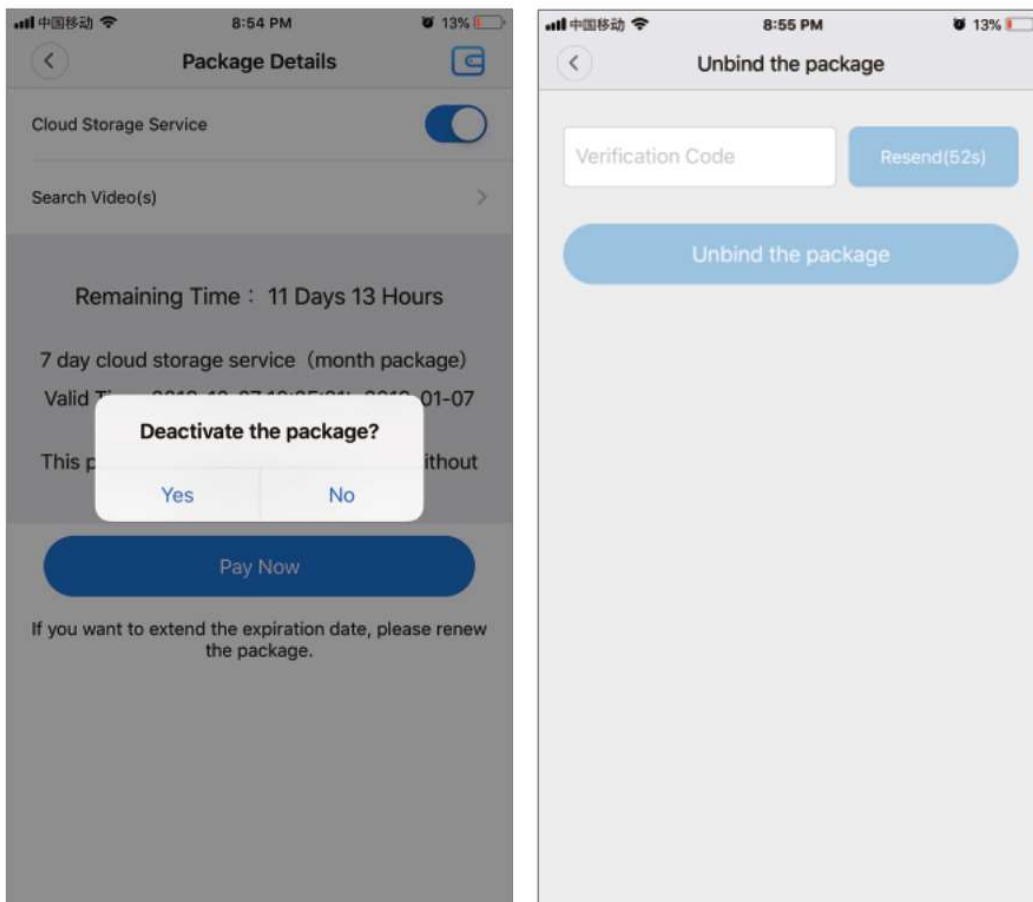 中国移动 8:54 PM 13%
Package Details
Cloud Storage Service
Search Video(s)
Remaining Time : 11 Days 13 Hours
7 day cloud storage service (month package)
Valid 01-07
This ithout
Deactivate the package?
Yes No
Pay Now
If you want to extend the expiration date, please renew
the package.
中国移动 8:55 PM 13%
Unbind the package
Verification Code Resend(52s)
Unbind the package